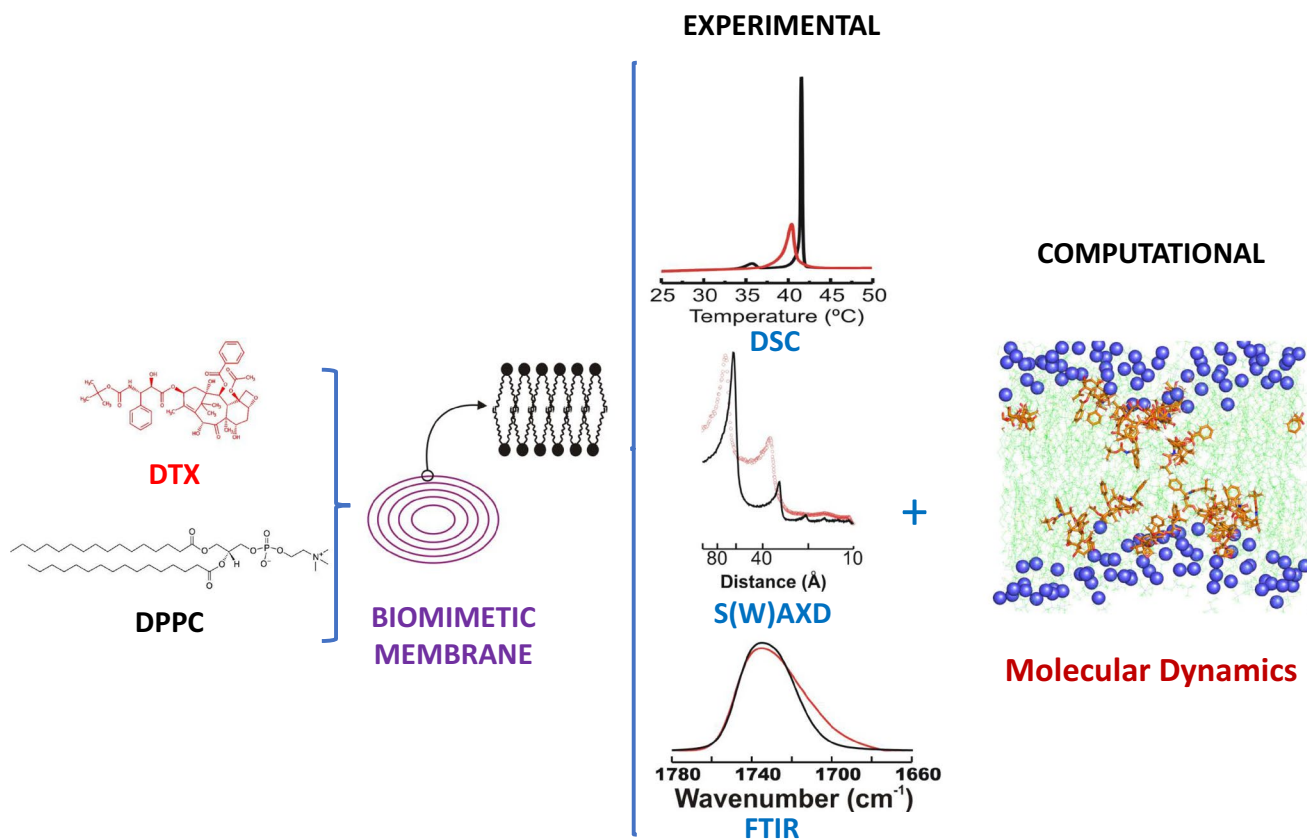 EXPERIMENTAL
25 30 35 40 45 50
Temperature (ºC)
DSC
COMPUTATIONAL
DTX
DPPC
BIOMIMETIC
MEMBRANE
80 40 10
Distance (Å)
S(W)AXD
+
Molecular Dynamics
1780 1740 1700 1660
Wavenumber (cm⁻¹)
FTIR